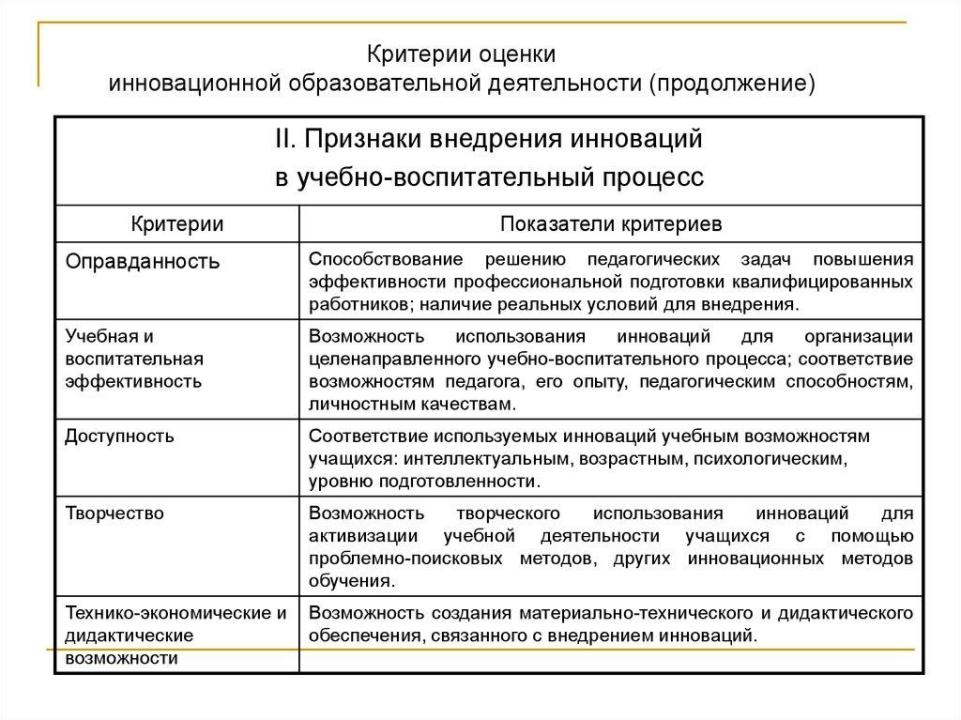 Критерии оценки
инновационной образовательной деятельности (продолжение)
II. Признаки внедрения инноваций
в учебно-воспитательный процесс
Критерии
Показатели критериев
Оправданность
Способствование решению педагогических задач повышения
эффективности профессиональной подготовки квалифицированных
работников; наличие реальных условий для внедрения.
Учебная и
воспитательная
эффективность
Возможность использования инноваций для организации
целенаправленного учебно-воспитательного процесса; соответствие
возможностям педагога, его опыту, педагогическим способностям,
личностным качествам.
Доступность
Соответствие используемых инноваций учебным возможностям
учащихся: интеллектуальным, возрастным, психологическим,
уровню подготовленности.
Творчество
Возможность творческого использования инноваций для
активизации учебной деятельности учащихся с помощью
проблемно-поисковых методов, других инновационных методов
обучения.
Технико-экономические и
дидактические
возможности
Возможность создания материально-технического и дидактического
обеспечения, связанного с внедрением инноваций.